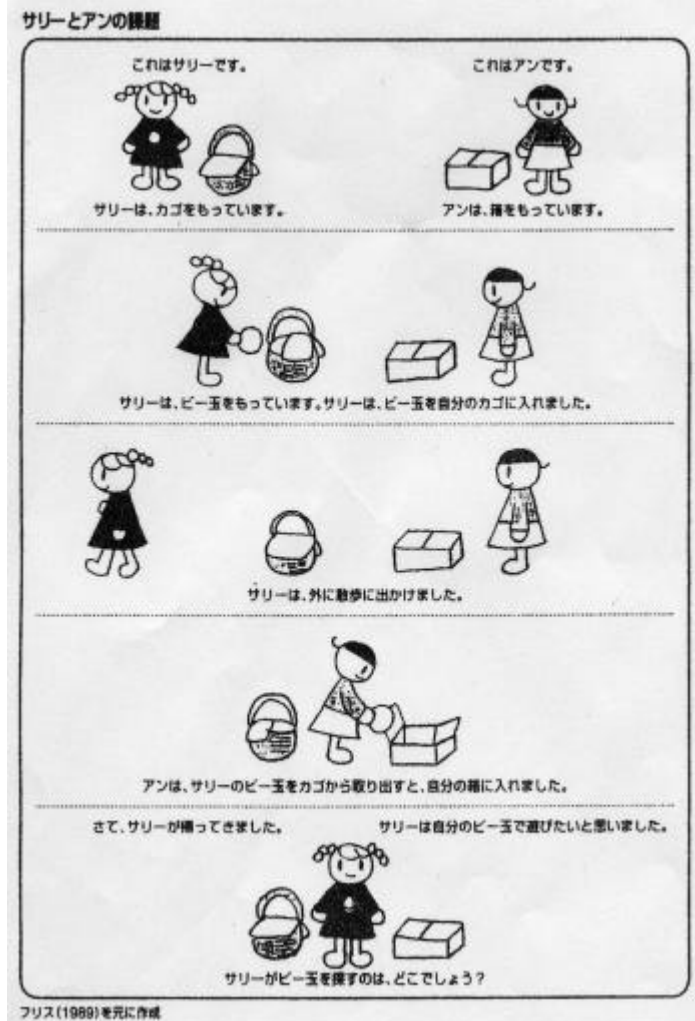 サリーとアンの課題
これはサリーです。
これはアンです。
サリーは、カゴをもっています。
アンは、箱をもっています。
サリーは、ビー玉をもっています。サリーは、ビー玉を自分のカゴに入れました。
サリーは、外に散歩に出かけました。
アンは、サリーのビー玉をカゴから取り出すと、自分の箱に入れました。
さて、サリーが帰ってきました。
サリーは自分のビー玉で遊びたいと思いました。
サリーがビー玉を探すのは、どこでしょう？
フリス(1989)を元に作成